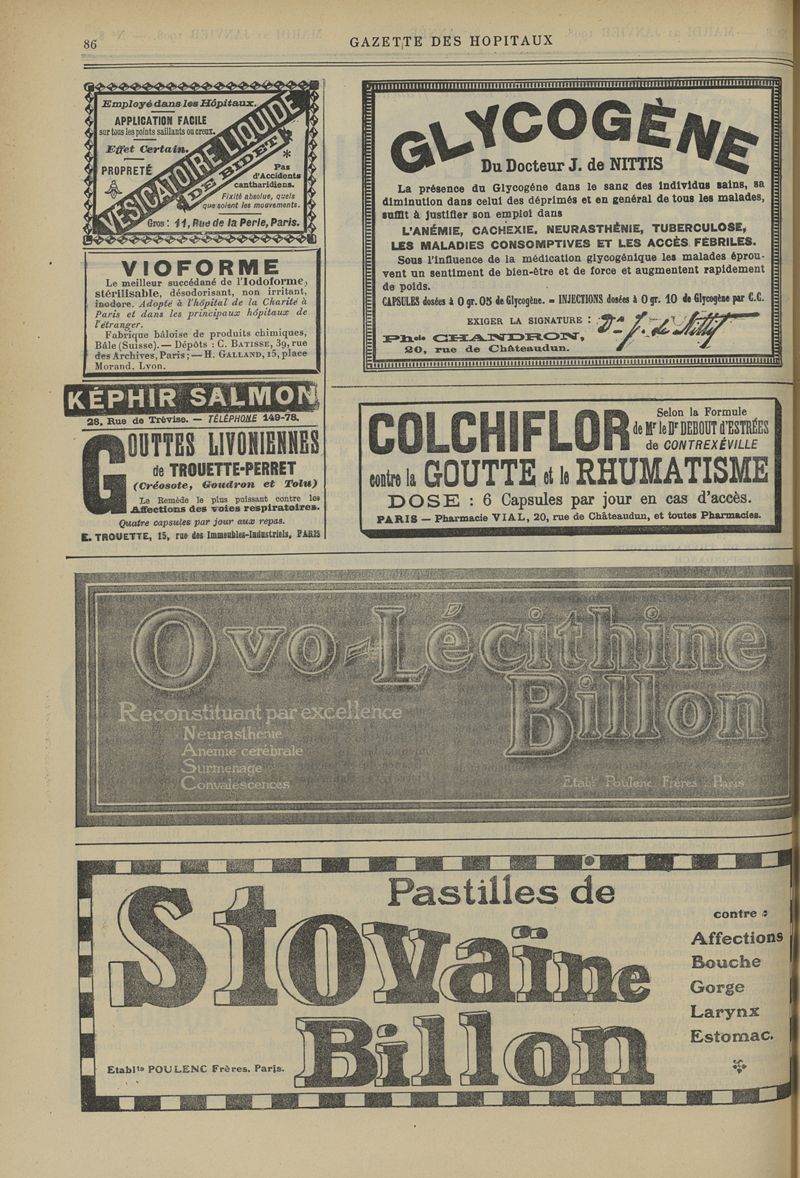 86
GAZETTE DES HOPITAUX
Employé dans les Hôpitaux.
APPLICATION FACILE
sur tous les points saillants ou creux.
Effet Certain.
PROPRETÉ
VÉSICATOIRE LIQUIDE
DE BIDET
*
Pas
d'Accidents
cantharidiens.
Fixité absolue, quels
que soient les mouvements.
Gros : 11, Rue de la Perle, Paris.
VIOFORME
Le meilleur succédané de l'Iodoforme,
stérilisable, désodorisant, non irritant,
inodore. Adopté à l'hôpital de la Charité à
Paris et dans les principaux hôpitaux de
l'étranger.
Fabrique bâloise de produits chimiques,
Bâle (Suisse). — Dépôts : C. BATISSE, 39, rue
des Archives, Paris; — H. GALLAND, 15, place
Morand, Lyon.
KÉPHIR SALMON
28, Rue de Trévise. — TÉLÉPHONE 149-78.
GOUTTES LIVONIENNES
de TROUETTE-PERRET
(Créosote, Goudron et Tolu)
Le Remède le plus puissant contre les
Affections des voies respiratoires.
Quatre capsules par jour aux repas.
E. TROUETTE, 15, rue des Immeubles-Industriels, PARIS
GLYCOGÈNE
Du Docteur J. de NITTIS
La présence du Glycogène dans le sang des individus sains, sa
diminution dans celui des déprimés et en général de tous les malades,
suffit à justifier son emploi dans
L'ANÉMIE, CACHEXIE, NEURASTHÉNIE, TUBERCULOSE,
LES MALADIES CONSOMPTIVES ET LES ACCÈS FÉBRILES.
Sous l'influence de la médication glycogénique les malades éprou-
vent un sentiment de bien-être et de force et augmentent rapidement
de poids.
CAPSULES dosées à 0 gr. 05 de Glycogène. — INJECTIONS dosées à 0 gr. 10 de Glycogène par C.C.
EXIGER LA SIGNATURE : Dr J. de Nittis
Phcie CHANDRON,
20, rue de Châteaudun.
COLCHIFLOR
Selon la Formule
de Mr le Dr DEBOUT d'ESTRÉES
de CONTREXÉVILLE
contre la GOUTTE et le RHUMATISME
DOSE : 6 Capsules par jour en cas d'accès.
PARIS — Pharmacie VIAL, 20, rue de Châteaudun, et toutes Pharmacies.
Ovo-Lécithine
Billon
Reconstituant par excellence
Neurasthénie
Anémie cérébrale
Surmenage
Convalescences
Etabts Poulenc Frères . Paris
Pastilles de
Stovaïne
Billon
contre :
Affections
Bouche
Gorge
Larynx
Estomac.
Etablts POULENC Frères. Paris.